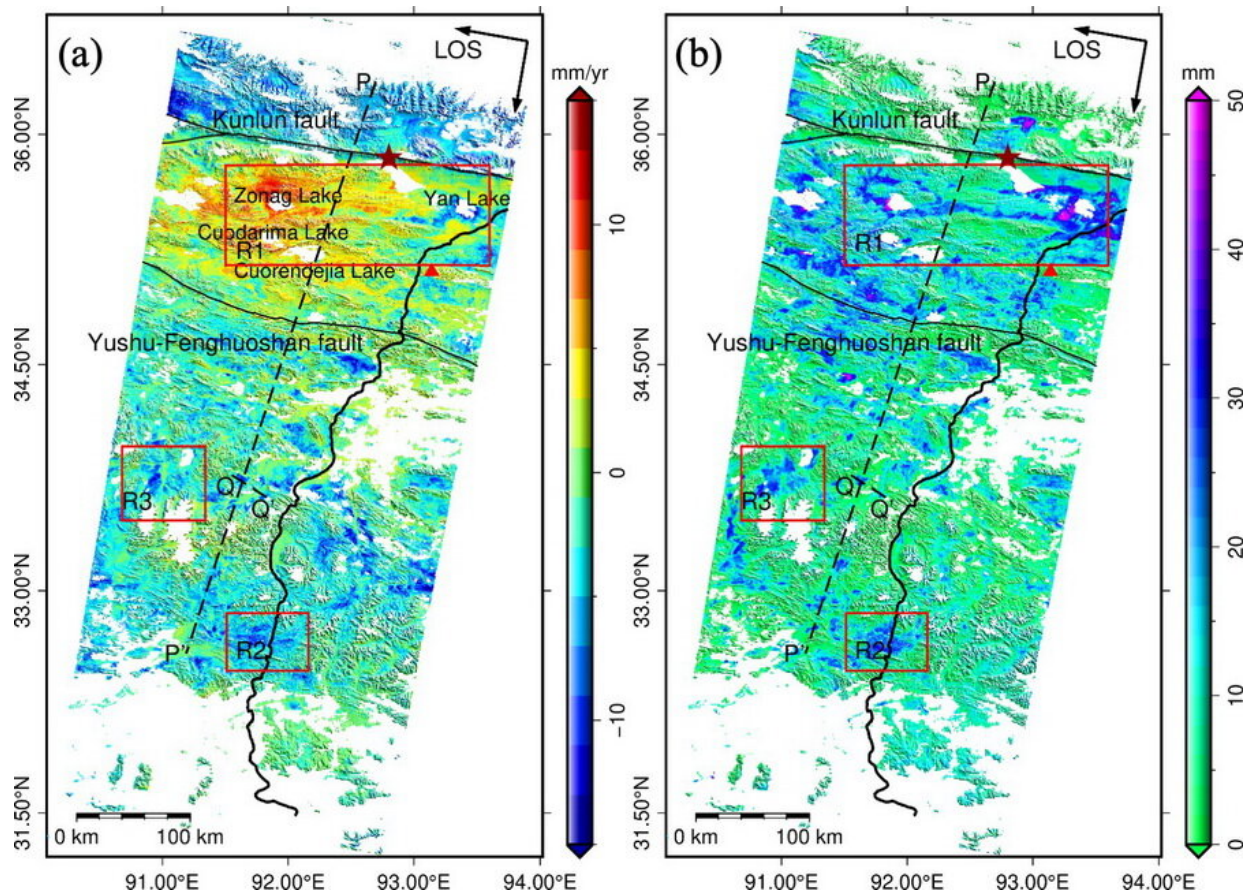 (a)
LOS
P
Kunlun fault
Zonag Lake
Yan Lake
Cuodarima Lake
R1
Cuorendejia Lake
Yushu-Fenghuoshan fault
R3
Q'
Q
R2
P'
0 km 100 km
36.00°N
34.50°N
33.00°N
31.50°N
91.00°E 92.00°E 93.00°E 94.00°E
mm/yr
10
0
−10
(b)
LOS
P
Kunlun fault
R1
Yushu-Fenghuoshan fault
R3
Q'
Q
R2
P'
0 km 100 km
36.00°N
34.50°N
33.00°N
31.50°N
91.00°E 92.00°E 93.00°E 94.00°E
mm
50
40
30
20
10
0